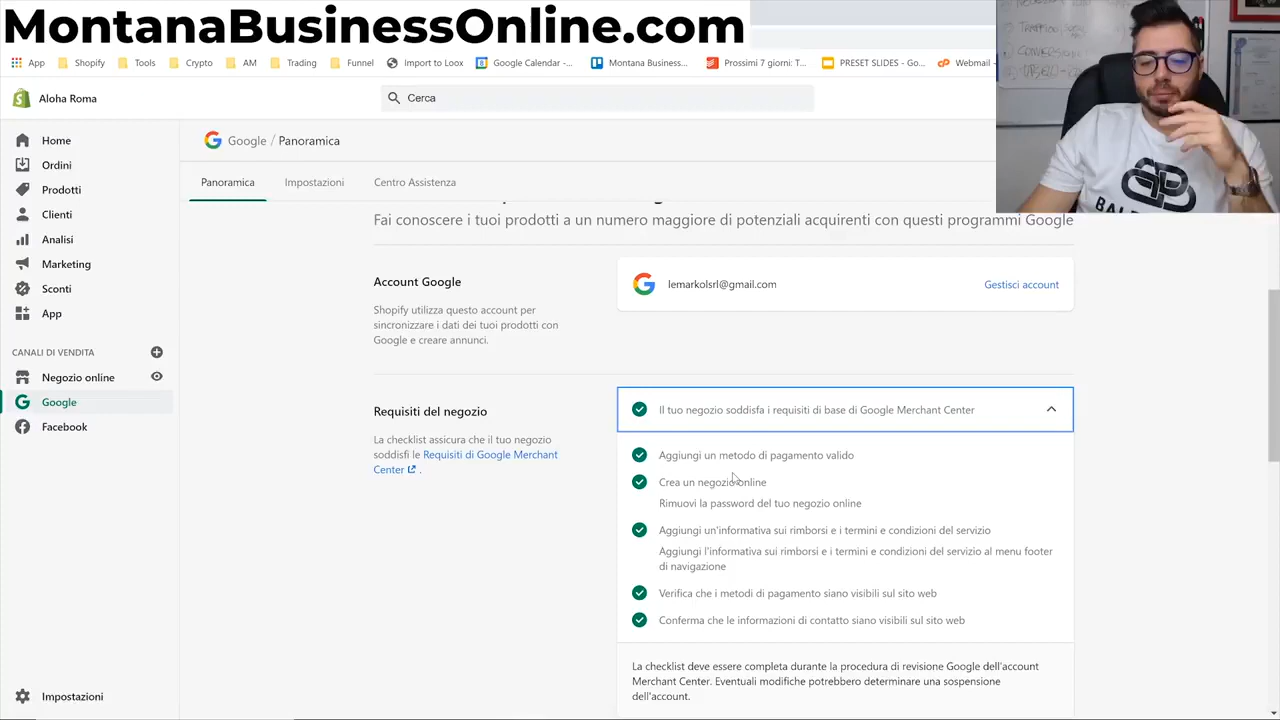 MontanaBusinessOnline.com
App Shopify Tools Crypto AM Trading Funnel Import to Loox Google Calendar -... Montana Business... Prossimi 7 giorni: T... PRESET SLIDES - Go... Webmail -
Aloha Roma
Cerca
Home
Ordini
Prodotti
Clienti
Analisi
Marketing
Sconti
App
CANALI DI VENDITA
Negozio online
Google
Facebook
Impostazioni
Google / Panoramica
Panoramica Impostazioni Centro Assistenza
Fai conoscere i tuoi prodotti a un numero maggiore di potenziali acquirenti con questi programmi Google
Account Google
Shopify utilizza questo account per
sincronizzare i dati dei tuoi prodotti con
Google e creare annunci.
lemarkolsrl@gmail.com
Gestisci account
Requisiti del negozio
La checklist assicura che il tuo negozio
soddisfi le Requisiti di Google Merchant
Center .
Il tuo negozio soddisfa i requisiti di base di Google Merchant Center
Aggiungi un metodo di pagamento valido
Crea un negozio online
Rimuovi la password del tuo negozio online
Aggiungi un'informativa sui rimborsi e i termini e condizioni del servizio
Aggiungi l'informativa sui rimborsi e i termini e condizioni del servizio al menu footer
di navigazione
Verifica che i metodi di pagamento siano visibili sul sito web
Conferma che le informazioni di contatto siano visibili sul sito web
La checklist deve essere completa durante la procedura di revisione Google dell'account
Merchant Center. Eventuali modifiche potrebbero determinare una sospensione
dell'account.